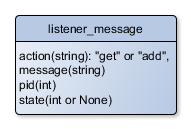 listener_message
action(string): "get" or "add",
message(string)
pid(int)
state(int or None)